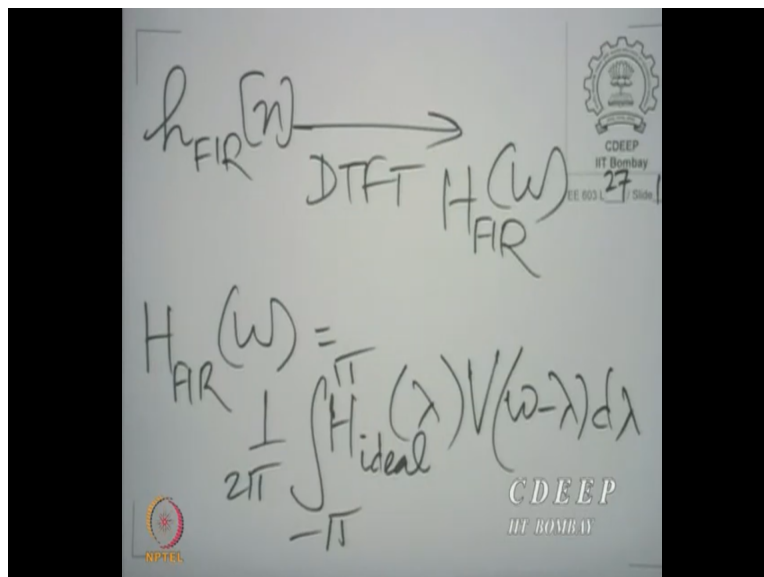 h_FIR[n] ⟶ H_FIR(ω)
DTFT
CDEEP
IIT Bombay
EE 603 L 27 / Slide 1
H_FIR(ω) =
1/2π ∫_{-π}^{π} H_ideal(λ) V(ω-λ) dλ
CDEEP
IIT BOMBAY
NPTEL